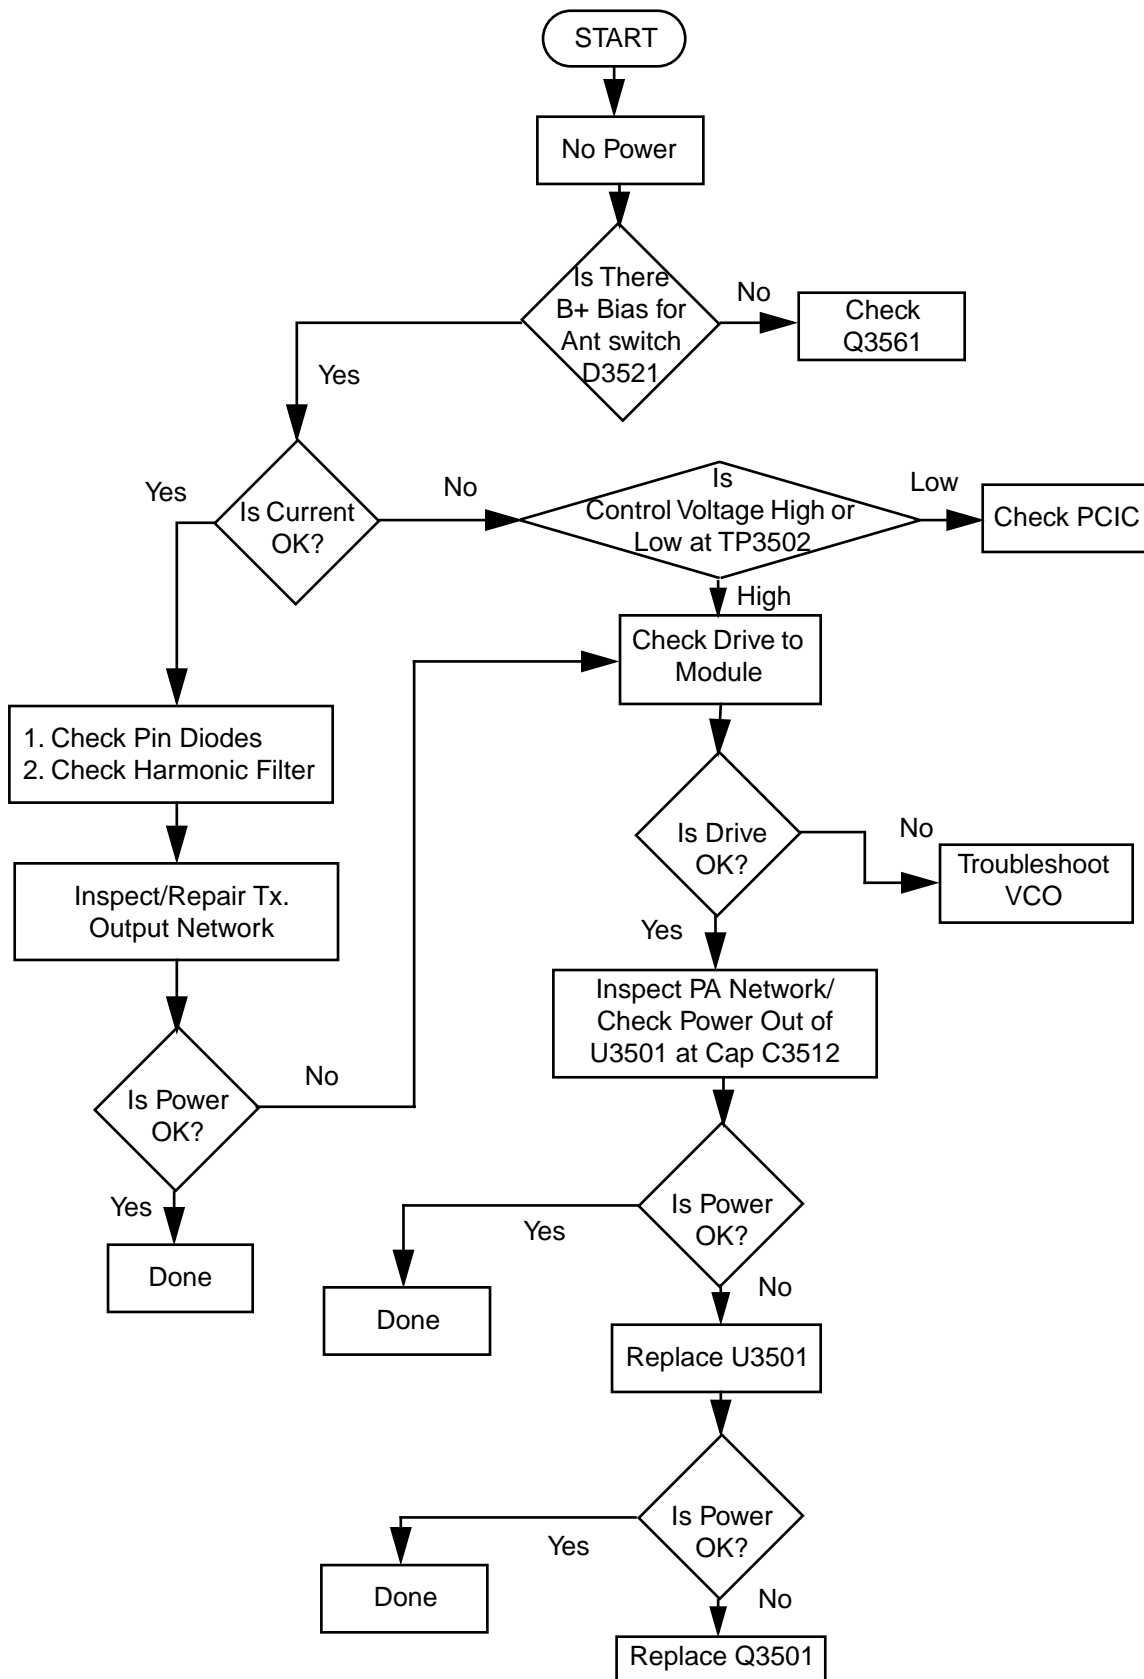 START
No Power
Is There
B+ Bias for
Ant switch
D3521
No
Check
Q3561
Yes
Is Current
OK?
Yes
No
Is
Control Voltage High or
Low at TP3502
Low
Check PCIC
High
Check Drive to
Module
1. Check Pin Diodes
2. Check Harmonic Filter
Is Drive
OK?
No
Troubleshoot
VCO
Yes
Inspect/Repair Tx.
Output Network
Inspect PA Network/
Check Power Out of
U3501 at Cap C3512
Is Power
OK?
No
Yes
Done
Is Power
OK?
Yes
Done
No
Replace U3501
Is Power
OK?
Yes
Done
No
Replace Q3501